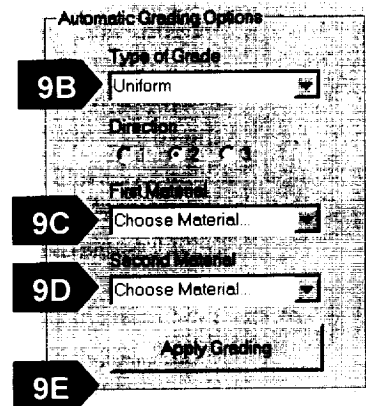 Automatic Grading Options
Type of Grade
9B Uniform
Direction
1 2 3
First Material
9C Choose Material...
Second Material
9D Choose Material...
Apply Grading
9E